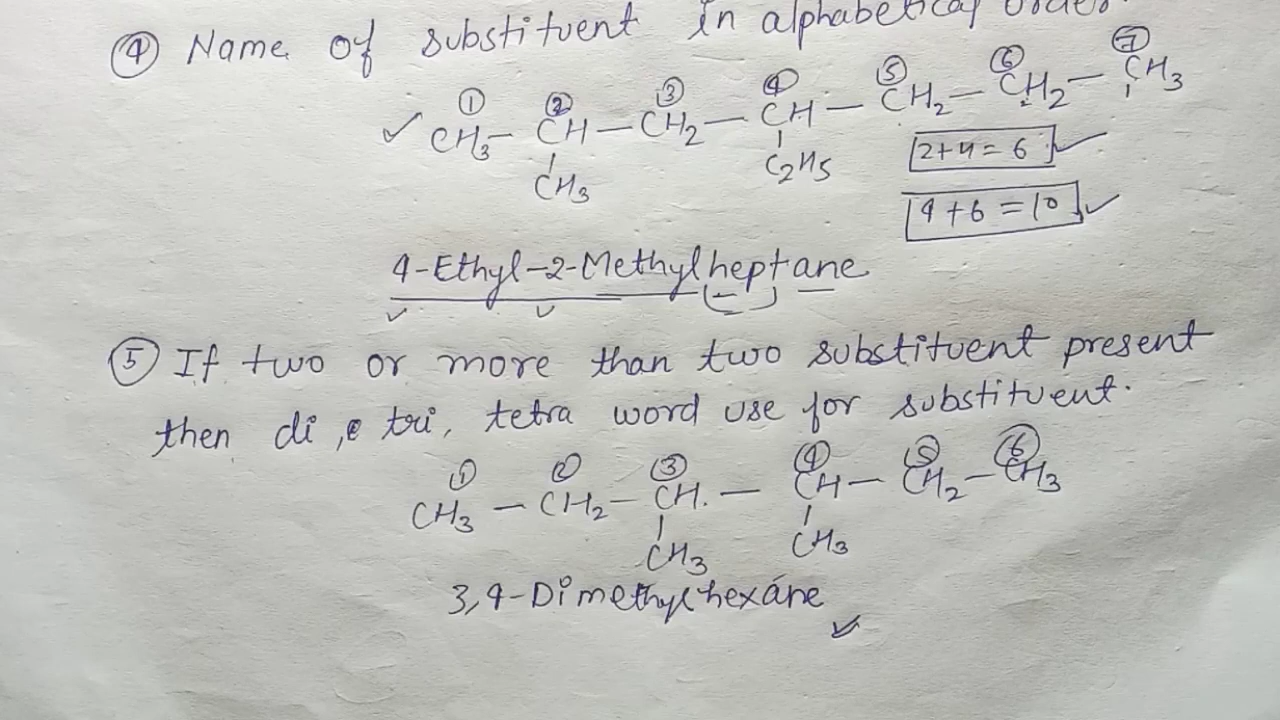 ④ Name of substituent in alphabetical order.
① ② ③ ④ ⑤ ⑥ ⑦
✓ CH3 – CH – CH2 – CH – CH2 – CH2 – CH3
CH3 C2H5
2+4 = 6 ✓
4+6 = 10 ✓
4-Ethyl-2-Methylheptane
⑤ If two or more than two substituent present
then di, tri, tetra word use for substituent.
① ② ③ ④ ⑤ ⑥
CH3 – CH2 – CH. – CH – CH2 – CH3
CH3 CH3
3,4-Dimethylhexane